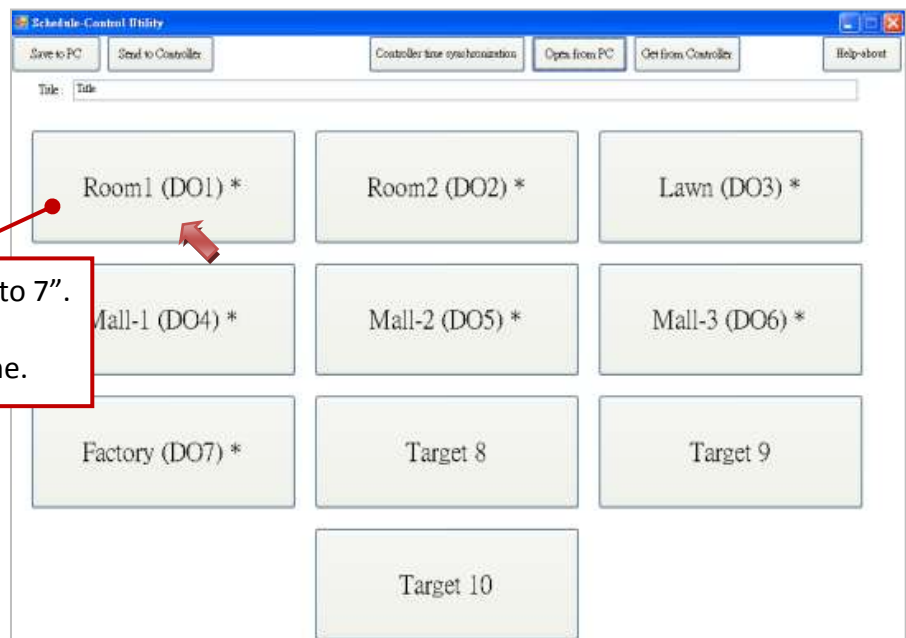 Schedule-Control Utility
Save to PC Send to Controller Controller time synchronization Open from PC Get from Controller Help-about
Title: Title
Room1 (DO1) * Room2 (DO2) * Lawn (DO3) *
to 7”.
Mall-1 (DO4) * Mall-2 (DO5) * Mall-3 (DO6) *
Factory (DO7) * Target 8 Target 9
Target 10